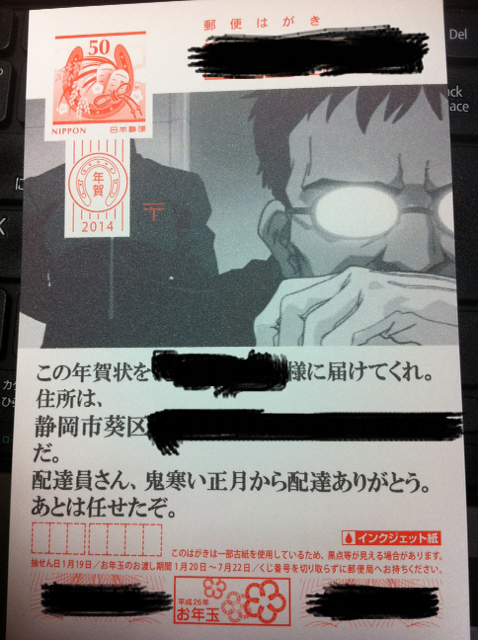 郵便はがき
50
NIPPON 日本郵便
年賀
2014
この年賀状を
様に届けてくれ。
住所は、
静岡市葵区
だ。
配達員さん、鬼寒い正月から配達ありがとう。
あとは任せたぞ。
インクジェット紙
このはがきは一部古紙を使用しているため、黒点等が見える場合があります。
抽せん日1月19日/お年玉のお渡し期間 1月20日~7月22日/くじ番号を切り取らずに郵便局へお持ちください。
平成26年
お年玉
Del